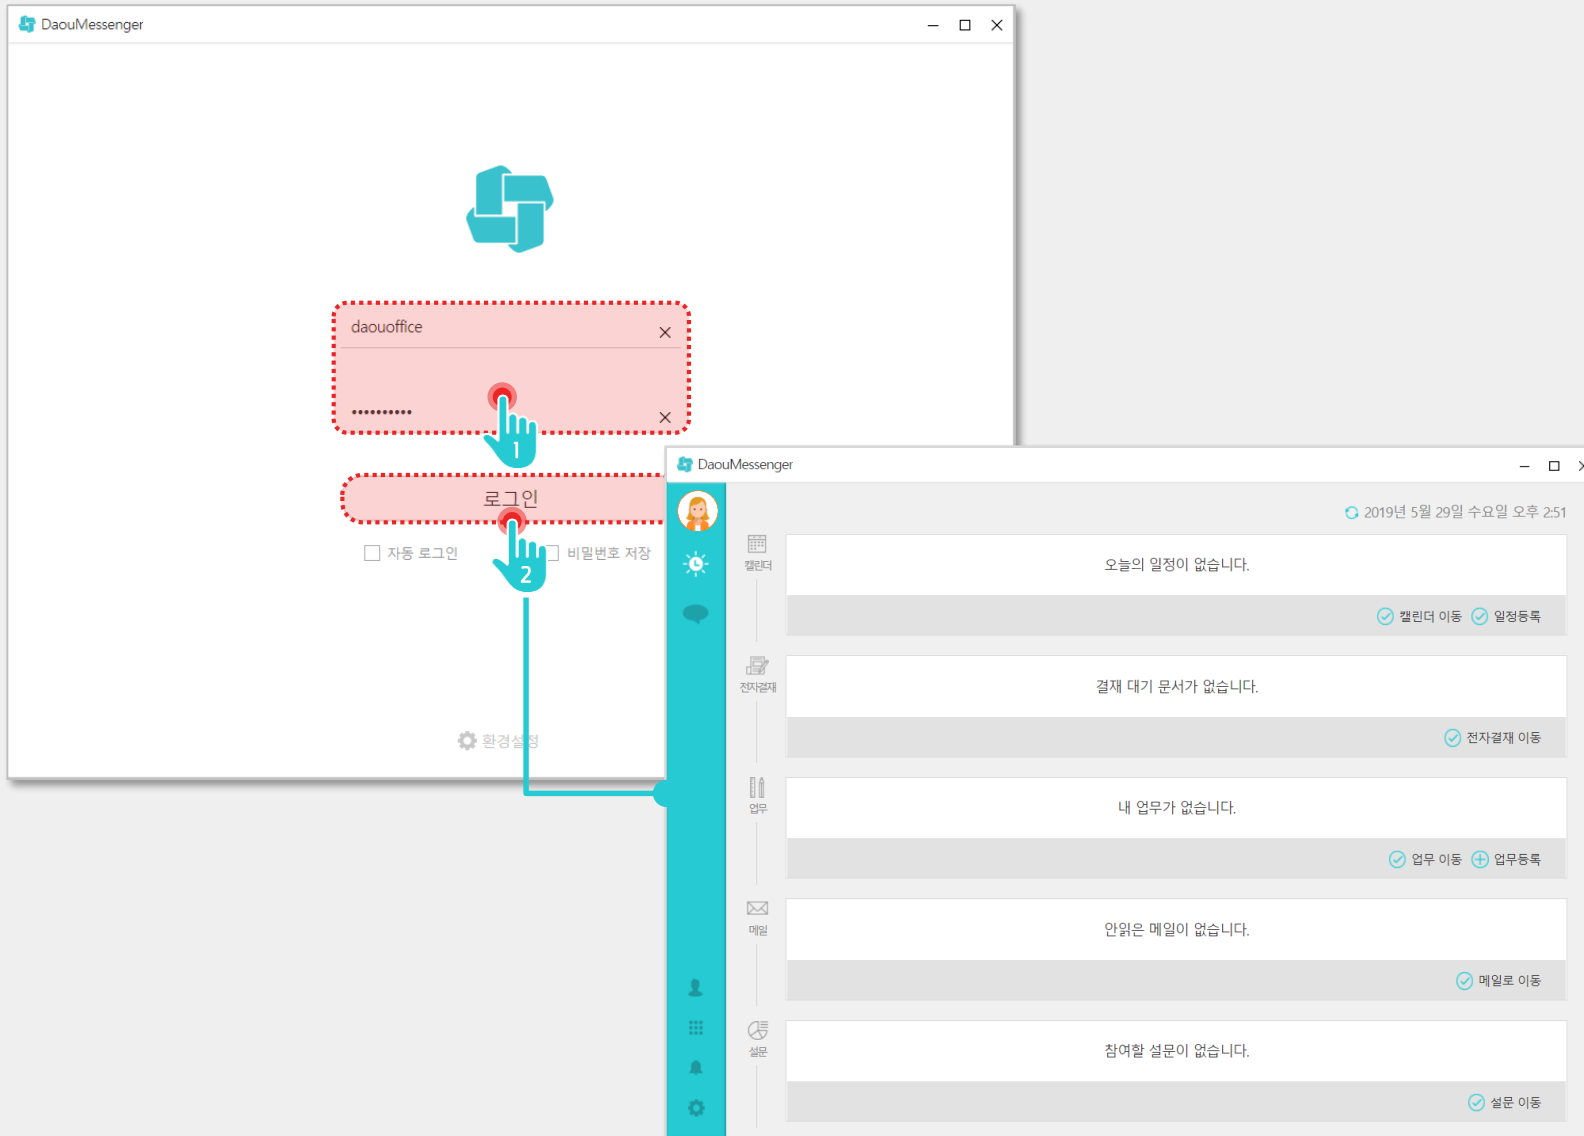 DaouMessenger
daouoffice
••••••••••
1
로그인
2
자동 로그인
비밀번호 저장
환경설정
DaouMessenger
2019년 5월 29일 수요일 오후 2:51
캘린더
오늘의 일정이 없습니다.
캘린더 이동 일정등록
전자결재
결재 대기 문서가 없습니다.
전자결재 이동
업무
내 업무가 없습니다.
업무 이동 업무등록
메일
안읽은 메일이 없습니다.
메일로 이동
설문
참여할 설문이 없습니다.
설문 이동